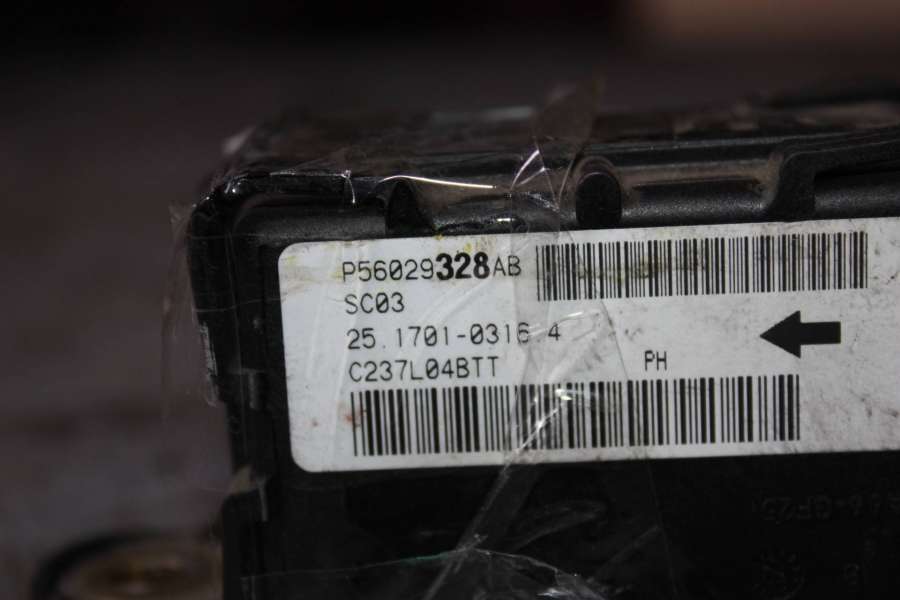 P56029328AB
SC03
25.1701-0316.4
C237L04BTT
PH